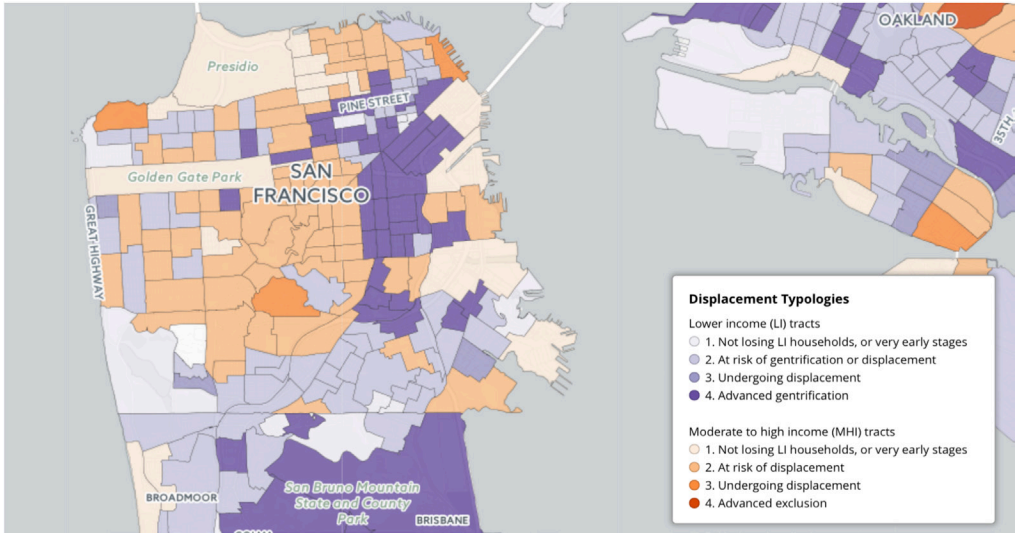 OAKLAND
Presidio
PINE STREET
35TH
Golden Gate Park
SAN
FRANCISCO
GREAT HIGHWAY
Displacement Typologies
Lower income (LI) tracts
1. Not losing LI households, or very early stages
2. At risk of gentrification or displacement
3. Undergoing displacement
4. Advanced gentrification
Moderate to high income (MHI) tracts
1. Not losing LI households, or very early stages
2. At risk of displacement
3. Undergoing displacement
4. Advanced exclusion
San Bruno Mountain
State and County
Park
BROADMOOR
BRISBANE